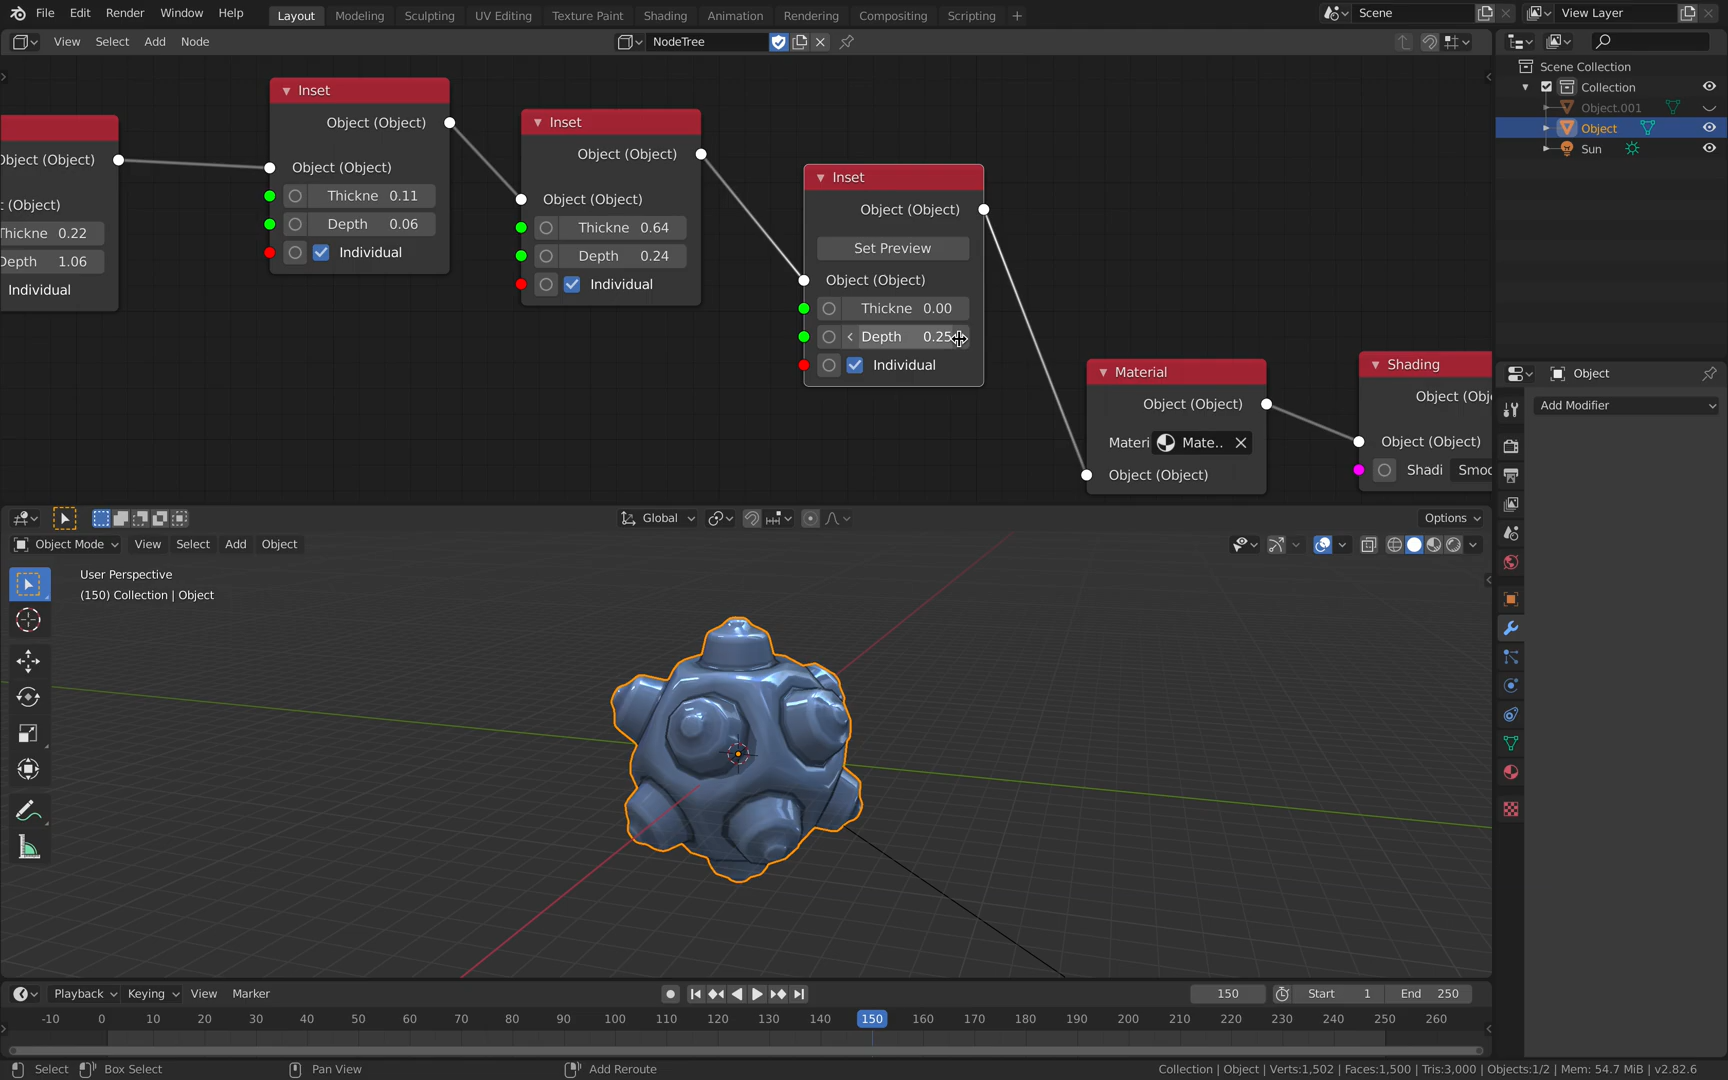 File Edit Render Window Help Layout Modeling Sculpting UV Editing Texture Paint Shading Animation Rendering Compositing Scripting + Scene View Layer
View Select Add Node NodeTree
Scene Collection
Collection
Object.001
Object
Sun
Object (Object)
(Object)
Thickne 0.22
Depth 1.06
Individual
Inset
Object (Object)
Object (Object)
Thickne 0.11
Depth 0.06
Individual
Inset
Object (Object)
Object (Object)
Thickne 0.64
Depth 0.24
Individual
Inset
Object (Object)
Set Preview
Object (Object)
Thickne 0.00
Depth 0.25
Individual
Material
Object (Object)
Materi Mate..
Object (Object)
Shading
Object (Obj
Object (Object)
Shadi Smoo
Object
Add Modifier
Global Options
Object Mode View Select Add Object
User Perspective
(150) Collection | Object
Playback Keying View Marker 150 Start 1 End 250
-10 0 10 20 30 40 50 60 70 80 90 100 110 120 130 140 150 160 170 180 190 200 210 220 230 240 250 260
Select Box Select Pan View Add Reroute Collection | Object | Verts:1,502 | Faces:1,500 | Tris:3,000 | Objects:1/2 | Mem: 54.7 MiB | v2.82.6